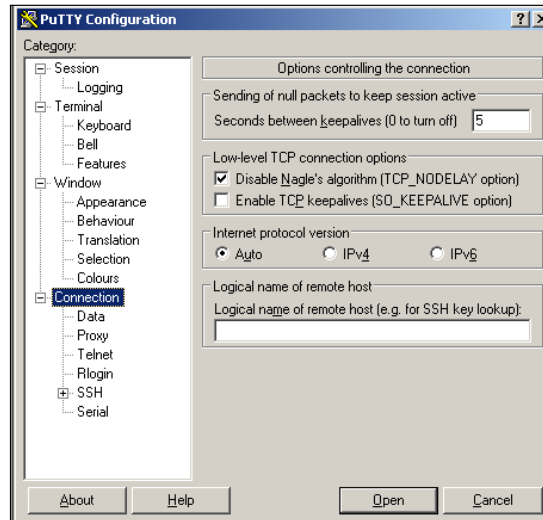 PuTTY Configuration
Category:
Session
Logging
Terminal
Keyboard
Bell
Features
Window
Appearance
Behaviour
Translation
Selection
Colours
Connection
Data
Proxy
Telnet
Rlogin
SSH
Serial
Options controlling the connection
Sending of null packets to keep session active
Seconds between keepalives (0 to turn off) 5
Low-level TCP connection options
Disable Nagle's algorithm (TCP_NODELAY option)
Enable TCP keepalives (SO_KEEPALIVE option)
Internet protocol version
Auto IPv4 IPv6
Logical name of remote host
Logical name of remote host (e.g. for SSH key lookup):
About Help Open Cancel